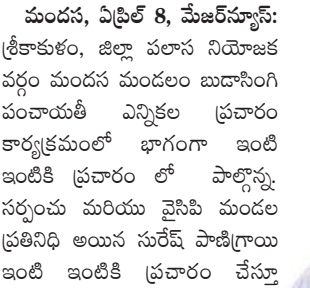 మందస, ఏప్రిల్ 8, మేజర్‌న్యూస్:
శ్రీకాకుళం, జిల్లా పలాస నియోజక
వర్గం మందస మండలం బుడాసింగి
పంచాయతీ ఎన్నికల ప్రచారం
కార్యక్రమంలో భాగంగా ఇంటి
ఇంటికి ప్రచారం లో పాల్గొన్న.
సర్పంచు మరియు వైసిపి మండల
ప్రతినిధి అయిన సురేష్ పాణిగ్రాయి
ఇంటి ఇంటికి ప్రచారం చేస్తూ